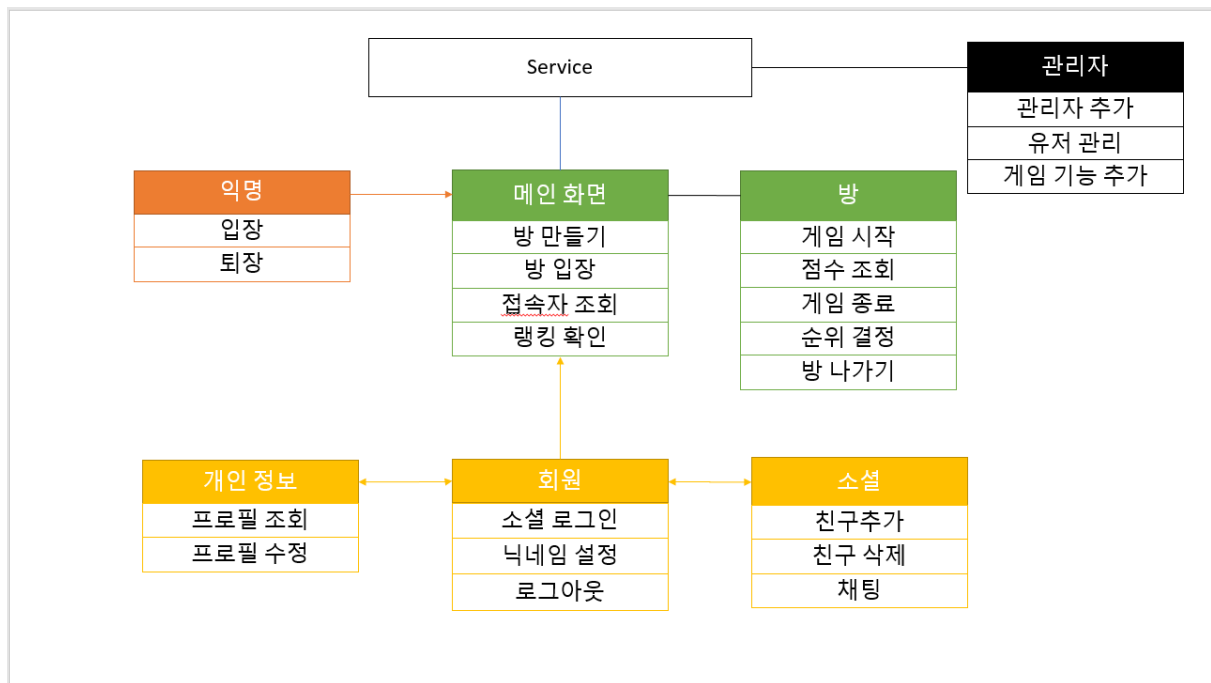 Service
관리자
관리자 추가
유저 관리
게임 기능 추가
익명
입장
퇴장
메인 화면
방 만들기
방 입장
접속자 조회
랭킹 확인
방
게임 시작
점수 조회
게임 종료
순위 결정
방 나가기
개인 정보
프로필 조회
프로필 수정
회원
소셜 로그인
닉네임 설정
로그아웃
소셜
친구추가
친구 삭제
채팅